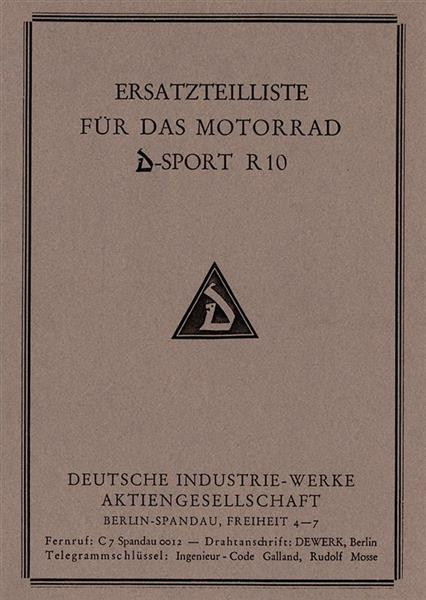 ERSATZTEILLISTE
FÜR DAS MOTORRAD
D-SPORT R10
D
DEUTSCHE INDUSTRIE-WERKE
AKTIENGESELLSCHAFT
BERLIN-SPANDAU, FREIHEIT 4—7
Fernruf: C 7 Spandau 0012 — Drahtanschrift: DEWERK, Berlin
Telegrammschlüssel: Ingenieur-Code Galland, Rudolf Mosse